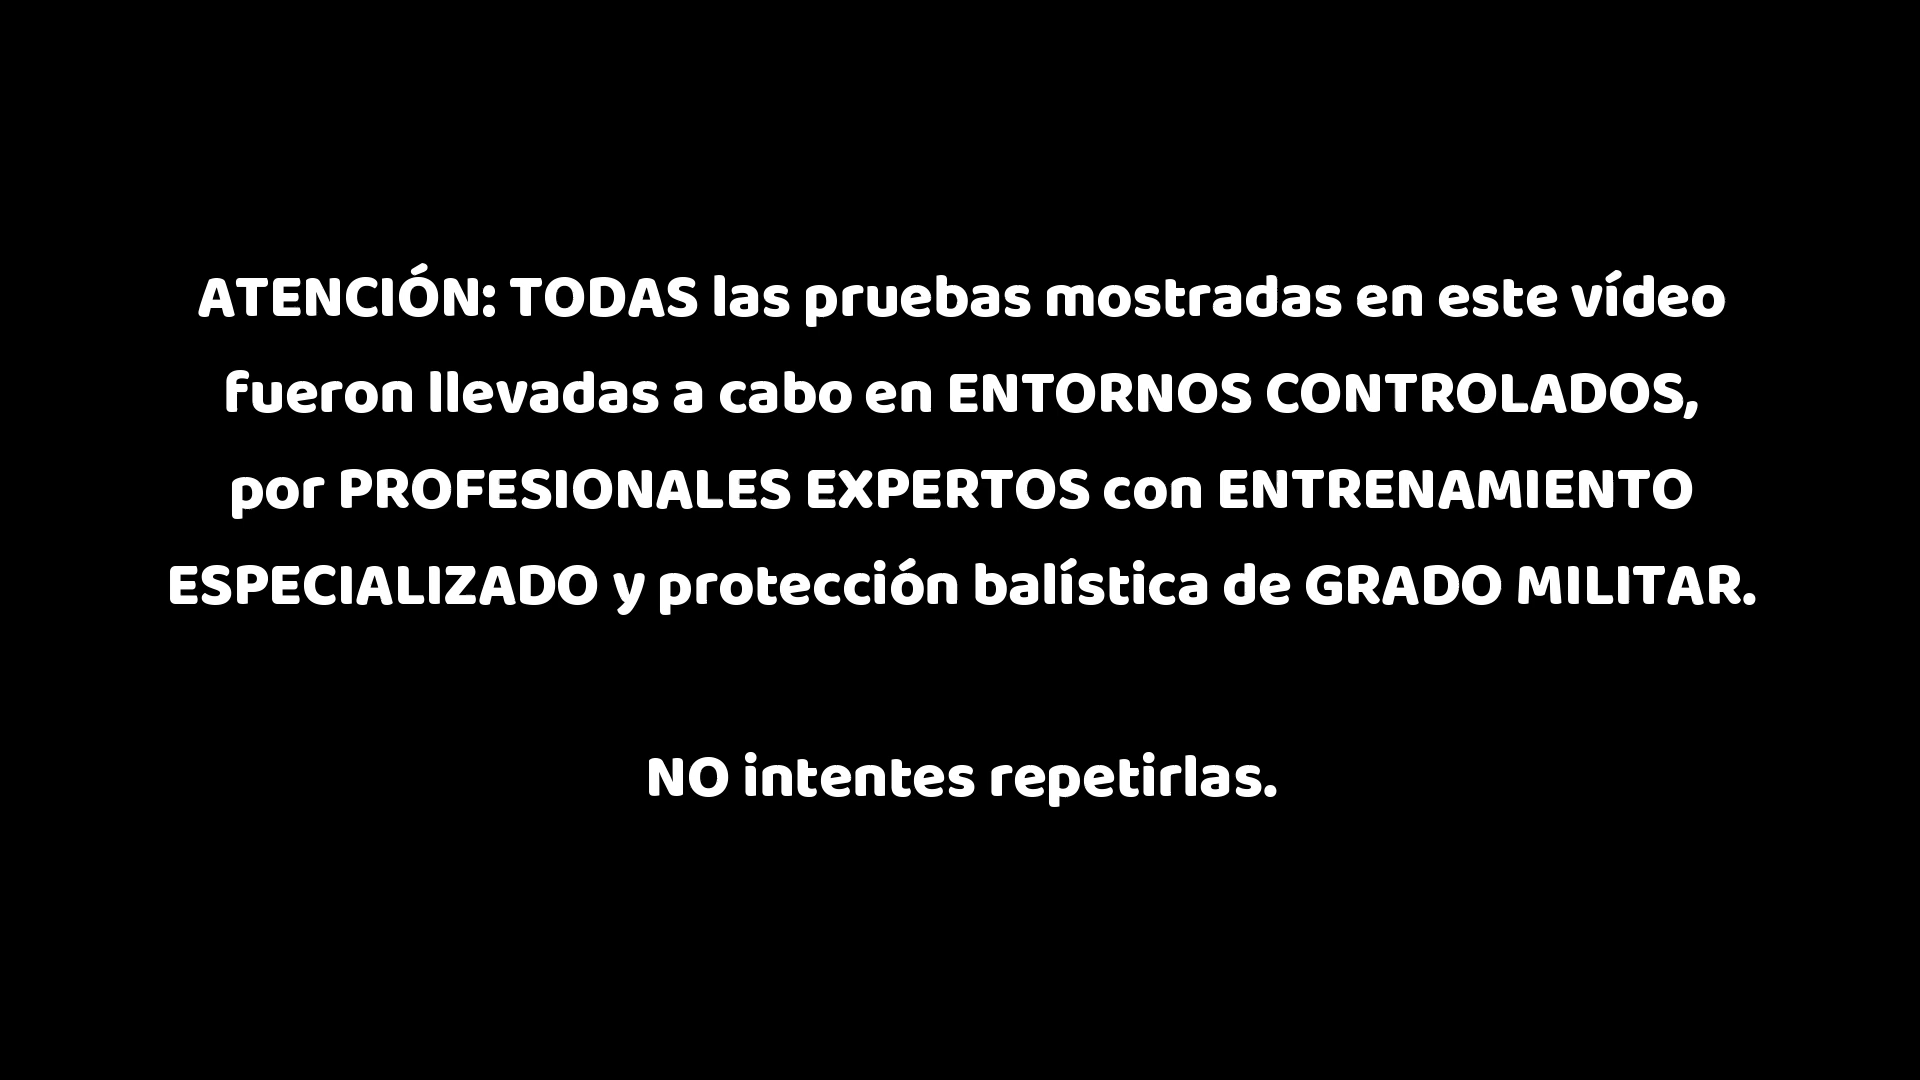 ATENCIÓN: TODAS las pruebas mostradas en este vídeo
fueron llevadas a cabo en ENTORNOS CONTROLADOS,
por PROFESIONALES EXPERTOS con ENTRENAMIENTO
ESPECIALIZADO y protección balística de GRADO MILITAR.
NO intentes repetirlas.